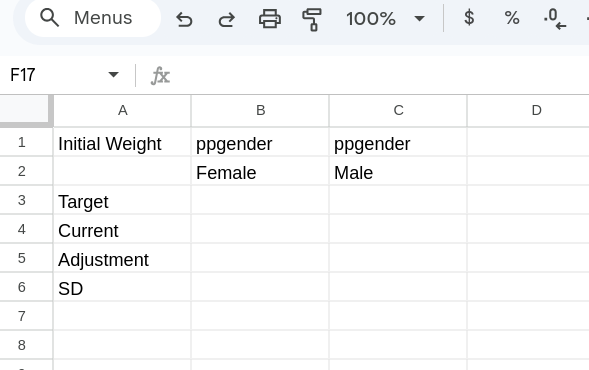 Menus 100% $ % .0
F17 fx
A B C D
1 Initial Weight ppgender ppgender
2 Female Male
3 Target
4 Current
5 Adjustment
6 SD
7
8